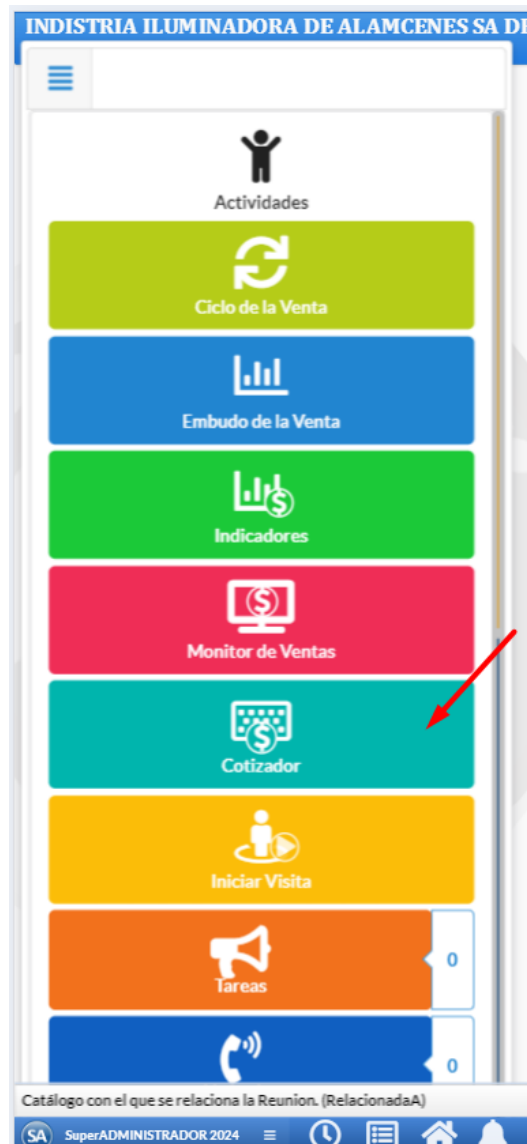 INDISTRIA ILUMINADORA DE ALAMCENES SA DE
Actividades
Ciclo de la Venta
Embudo de la Venta
Indicadores
Monitor de Ventas
Cotizador
Iniciar Visita
Tareas
0
0
Catálogo con el que se relaciona la Reunion. (RelacionadaA)
SA SuperADMINISTRADOR 2024